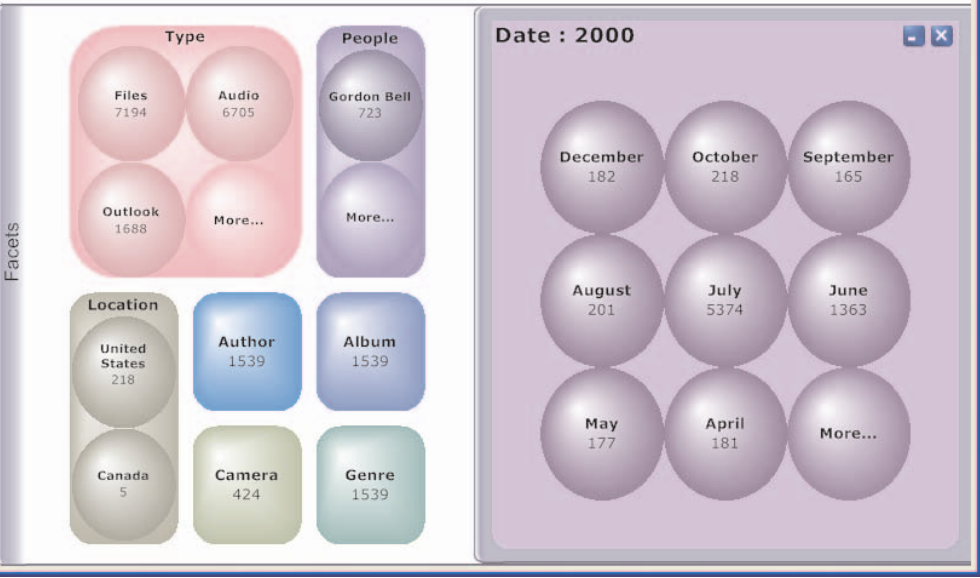 Facets
Type
Files
7194
Audio
6705
Outlook
1688
More...
People
Gordon Bell
723
More...
Location
United
States
218
Canada
5
Author
1539
Album
1539
Camera
424
Genre
1539
Date : 2000
December
182
October
218
September
165
August
201
July
5374
June
1363
May
177
April
181
More...